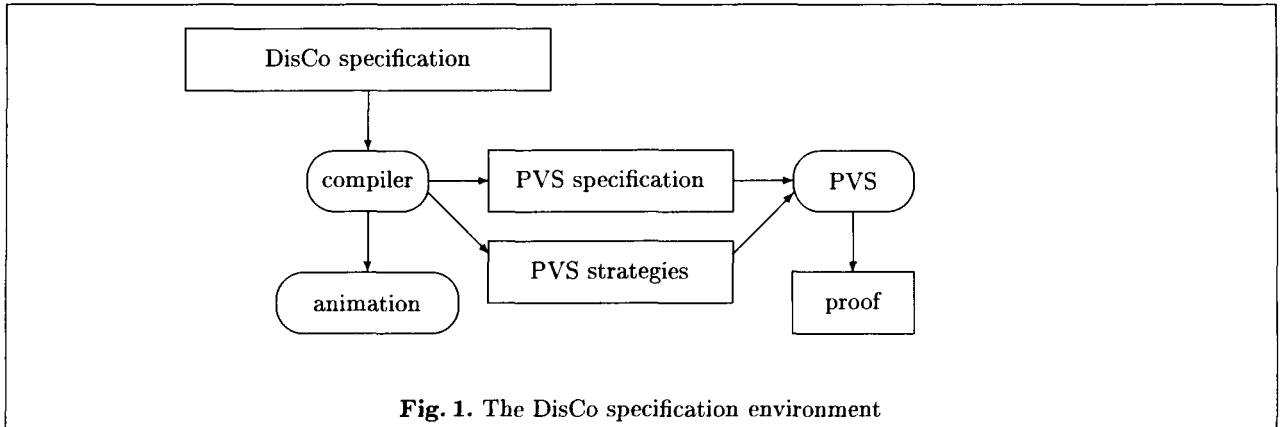 DisCo specification
compiler
PVS specification
PVS
PVS strategies
animation
proof
Fig. 1. The DisCo specification environment